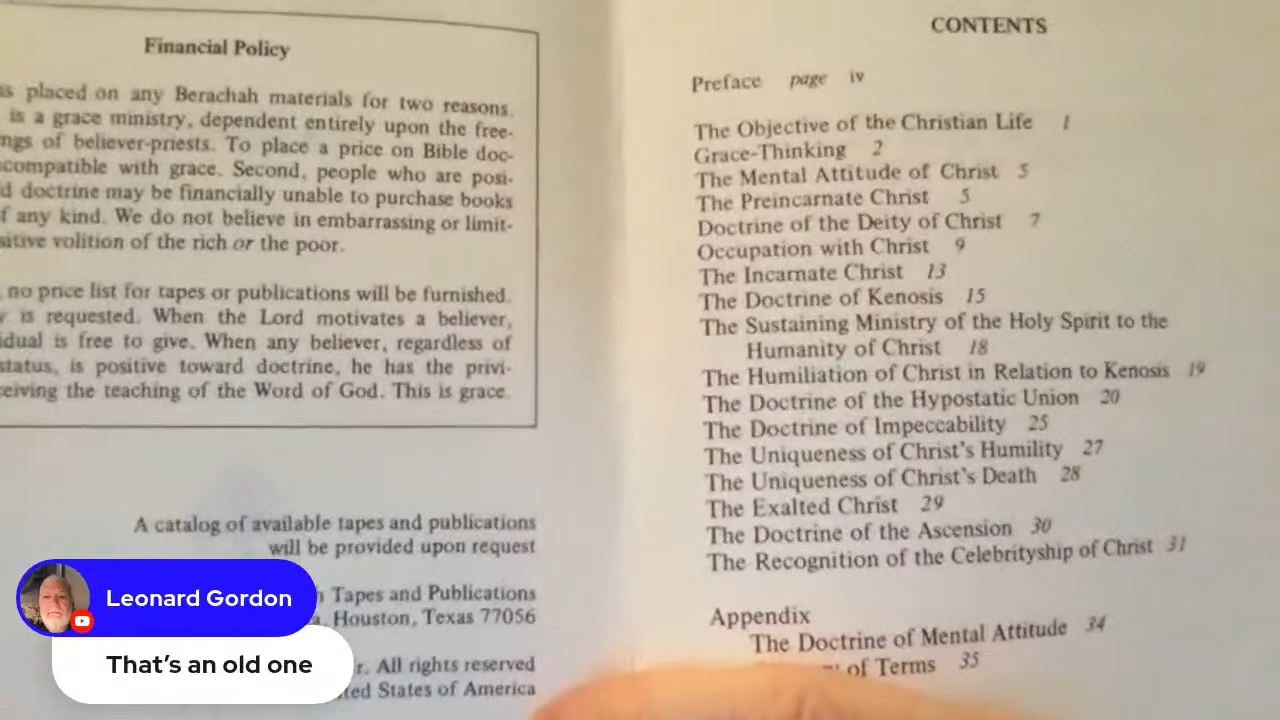 Financial Policy
placed on any Berachah materials for two reasons.
is a grace ministry, dependent entirely upon the free-
of believer-priests. To place a price on Bible doc-
compatible with grace. Second, people who are posi-
doctrine may be financially unable to purchase books
any kind. We do not believe in embarrassing or limit-
volition of the rich or the poor.
no price list for tapes or publications will be furnished.
is requested. When the Lord motivates a believer,
is free to give. When any believer, regardless of
status, is positive toward doctrine, he has the privi-
the teaching of the Word of God. This is grace.
A catalog of available tapes and publications
will be provided upon request
Tapes and Publications
Houston, Texas 77056
All rights reserved
States of America
CONTENTS
Preface page iv
The Objective of the Christian Life 1
Grace-Thinking 2
The Mental Attitude of Christ 5
The Preincarnate Christ 5
Doctrine of the Deity of Christ 7
Occupation with Christ 9
The Incarnate Christ 13
The Doctrine of Kenosis 15
The Sustaining Ministry of the Holy Spirit to the
Humanity of Christ 18
The Humiliation of Christ in Relation to Kenosis 19
The Doctrine of the Hypostatic Union 20
The Doctrine of Impeccability 25
The Uniqueness of Christ's Humility 27
The Uniqueness of Christ's Death 28
The Exalted Christ 29
The Doctrine of the Ascension 30
The Recognition of the Celebrityship of Christ 31
Appendix
The Doctrine of Mental Attitude 34
of Terms 35
Leonard Gordon
That's an old one